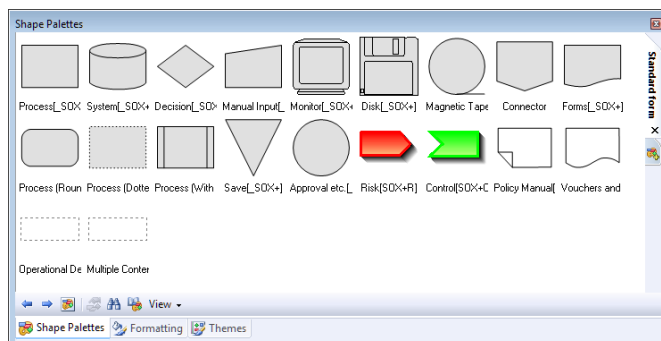 Shape Palettes
Process[_SOX System[_SOX+ Decision[_SOX Manual Input[_ Monitor[_SOX+ Disk[_SOX+] Magnetic Tape Connector Forms[_SOX+]
Process (Roun Process (Dotte Process (With Save[_SOX+] Approval etc.[_ Risk[SOX+R] Control[SOX+C Policy Manual[ Vouchers and
Operational De Multiple Conter
View
Shape Palettes Formatting Themes
Standard form